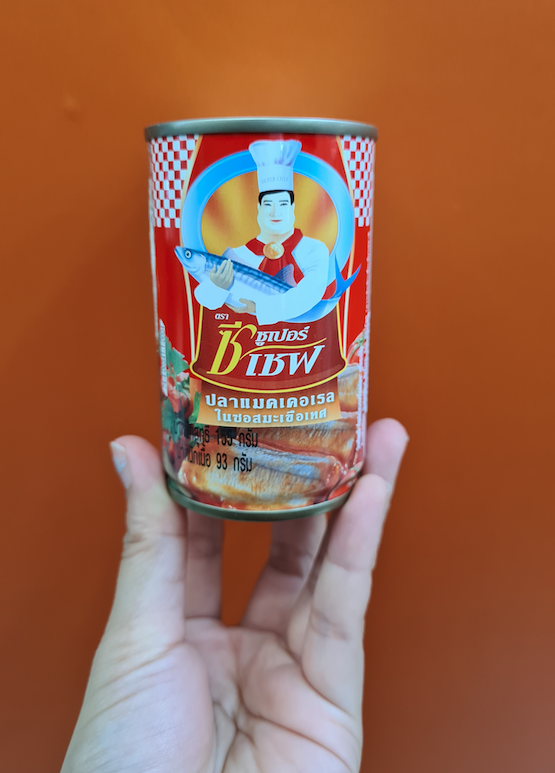 ตรา
ซูเปอร์
ซีเชฟ
ปลาแมคเคอเรล
ในซอสมะเขือเทศ
155 กรัม
93 กรัม